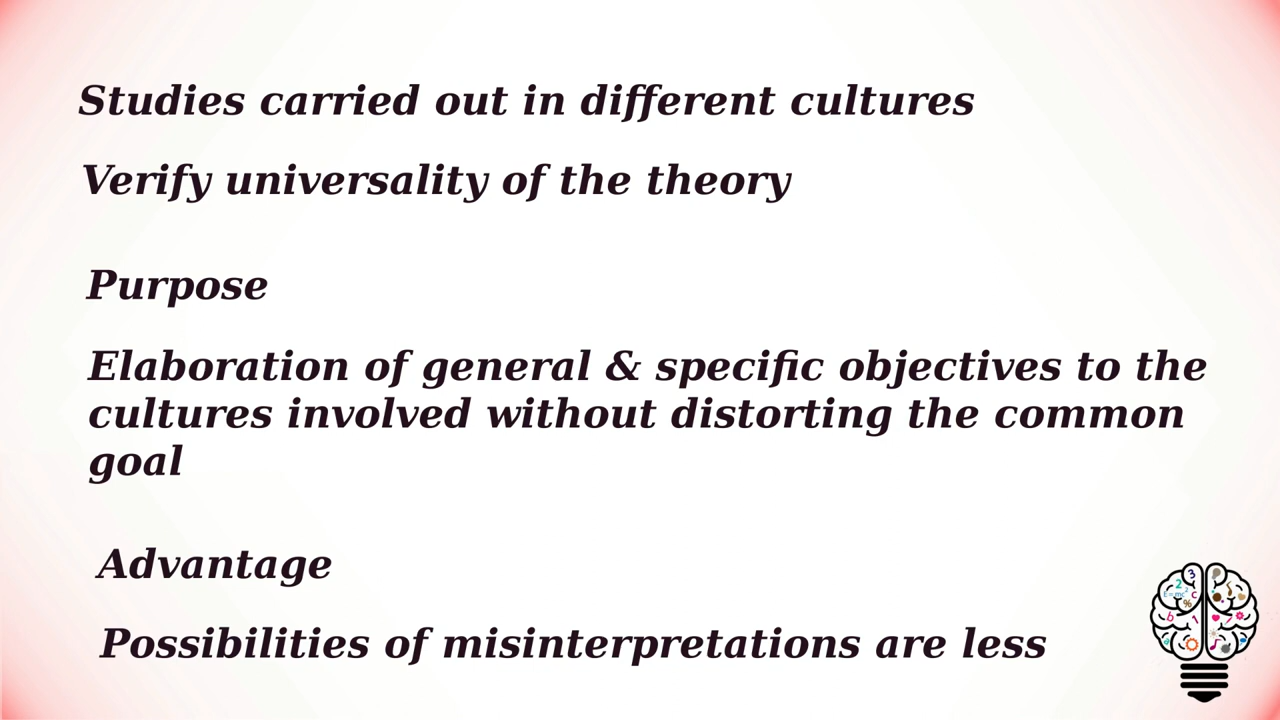 Studies carried out in different cultures
Verify universality of the theory
Purpose
Elaboration of general & specific objectives to the
cultures involved without distorting the common
goal
Advantage
Possibilities of misinterpretations are less